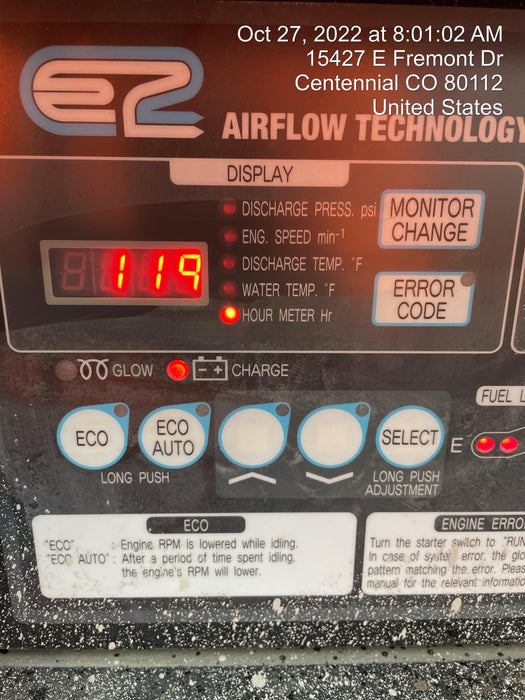 Oct 27, 2022 at 8:01:02 AM
15427 E Fremont Dr
Centennial CO 80112
United States
e2
AIRFLOW TECHNOLOGY
DISPLAY
DISCHARGE PRESS. psi
ENG. SPEED min-1
DISCHARGE TEMP. °F
WATER TEMP. °F
HOUR METER Hr
119
MONITOR
CHANGE
ERROR
CODE
GLOW
- +
CHARGE
FUEL L
ECO
ECO
AUTO
SELECT
E
LONG PUSH
LONG PUSH
ADJUSTMENT
ECO
"ECO" : Engine RPM is lowered while idling.
"ECO AUTO" : After a period of time spent idling,
the engine's RPM will lower.
ENGINE ERRO
Turn the starter switch to "RUN
In case of system error, the glo
pattern matching the error. Pleas
manual for the relevant informatio